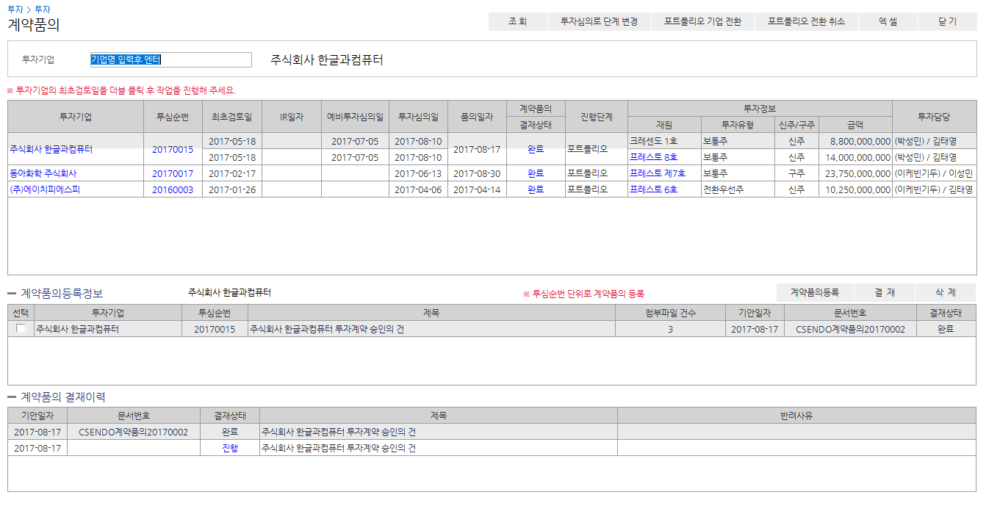 투자 > 투자
계약품의
조 회 투자심의로 단계 변경 포트폴리오 기업 전환 포트폴리오 전환 취소 엑 셀 닫 기
투자기업 기업명 입력후 엔터 주식회사 한글과컴퓨터
※ 투자기업의 최초검토일을 더블 클릭 후 작업을 진행해 주세요.
투자기업 투심순번 최초검토일 IR일자 예비투자심의일 투자심의일 품의일자 계약품의 결재상태 진행단계 투자정보 투자담당
재원 투자유형 신주/구주 금액
주식회사 한글과컴퓨터 20170015 2017-05-18 2017-07-05 2017-08-10 2017-08-17 완료 포트폴리오 크레센도 1호 보통주 신주 8,800,000,000 (박성민) / 김태영
2017-05-18 2017-07-05 2017-08-10 프레스토 8호 보통주 신주 14,000,000,000 (박성민) / 김태영
동아화학 주식회사 20170017 2017-02-17 2017-06-13 2017-08-30 완료 포트폴리오 프레스토 제7호 보통주 구주 23,750,000,000 (이케빈기두) / 이성민
(주)에이치피에스피 20160003 2017-01-26 2017-04-06 2017-04-14 완료 포트폴리오 프레스토 6호 전환우선주 신주 10,250,000,000 (이케빈기두) / 김태영
계약품의등록정보 주식회사 한글과컴퓨터 ※ 투심순번 단위로 계약품의 등록 계약품의등록 결 재 삭 제
선택 투자기업 투심순번 제목 첨부파일 건수 기안일자 문서번호 결재상태
주식회사 한글과컴퓨터 20170015 주식회사 한글과컴퓨터 투자계약 승인의 건 3 2017-08-17 CSENDO계약품의20170002 완료
계약품의 결재이력
기안일자 문서번호 결재상태 제목 반려사유
2017-08-17 CSENDO계약품의20170002 완료 주식회사 한글과컴퓨터 투자계약 승인의 건
2017-08-17 진행 주식회사 한글과컴퓨터 투자계약 승인의 건